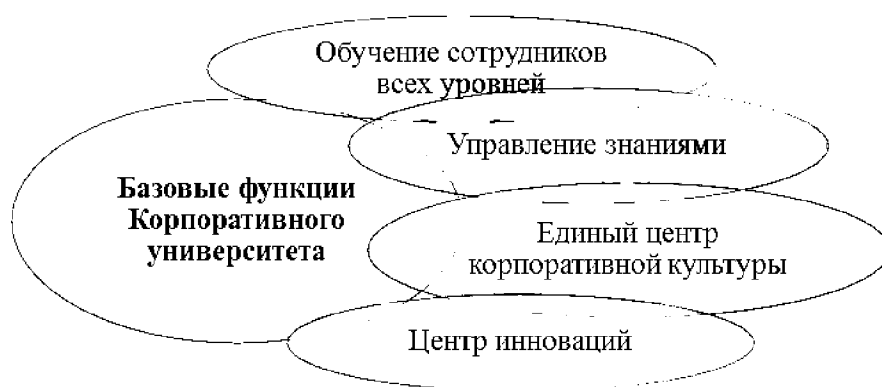 Обучение сотрудников
всех уровней
Управление знаниями
Базовые функции
Корпоративного
университета
Единый центр
корпоративной культуры
Центр инноваций